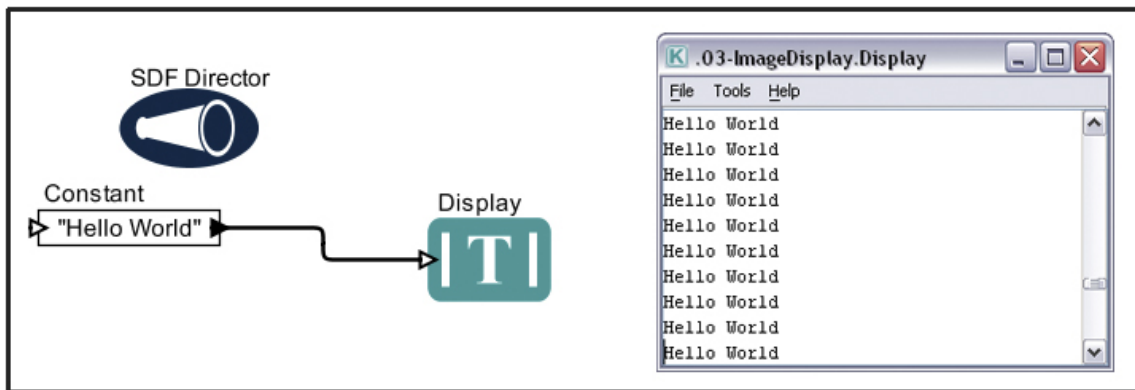 SDF Director
Constant
"Hello World"
Display
T
K .03-ImageDisplay.Display
File Tools Help
Hello World
Hello World
Hello World
Hello World
Hello World
Hello World
Hello World
Hello World
Hello World
Hello World